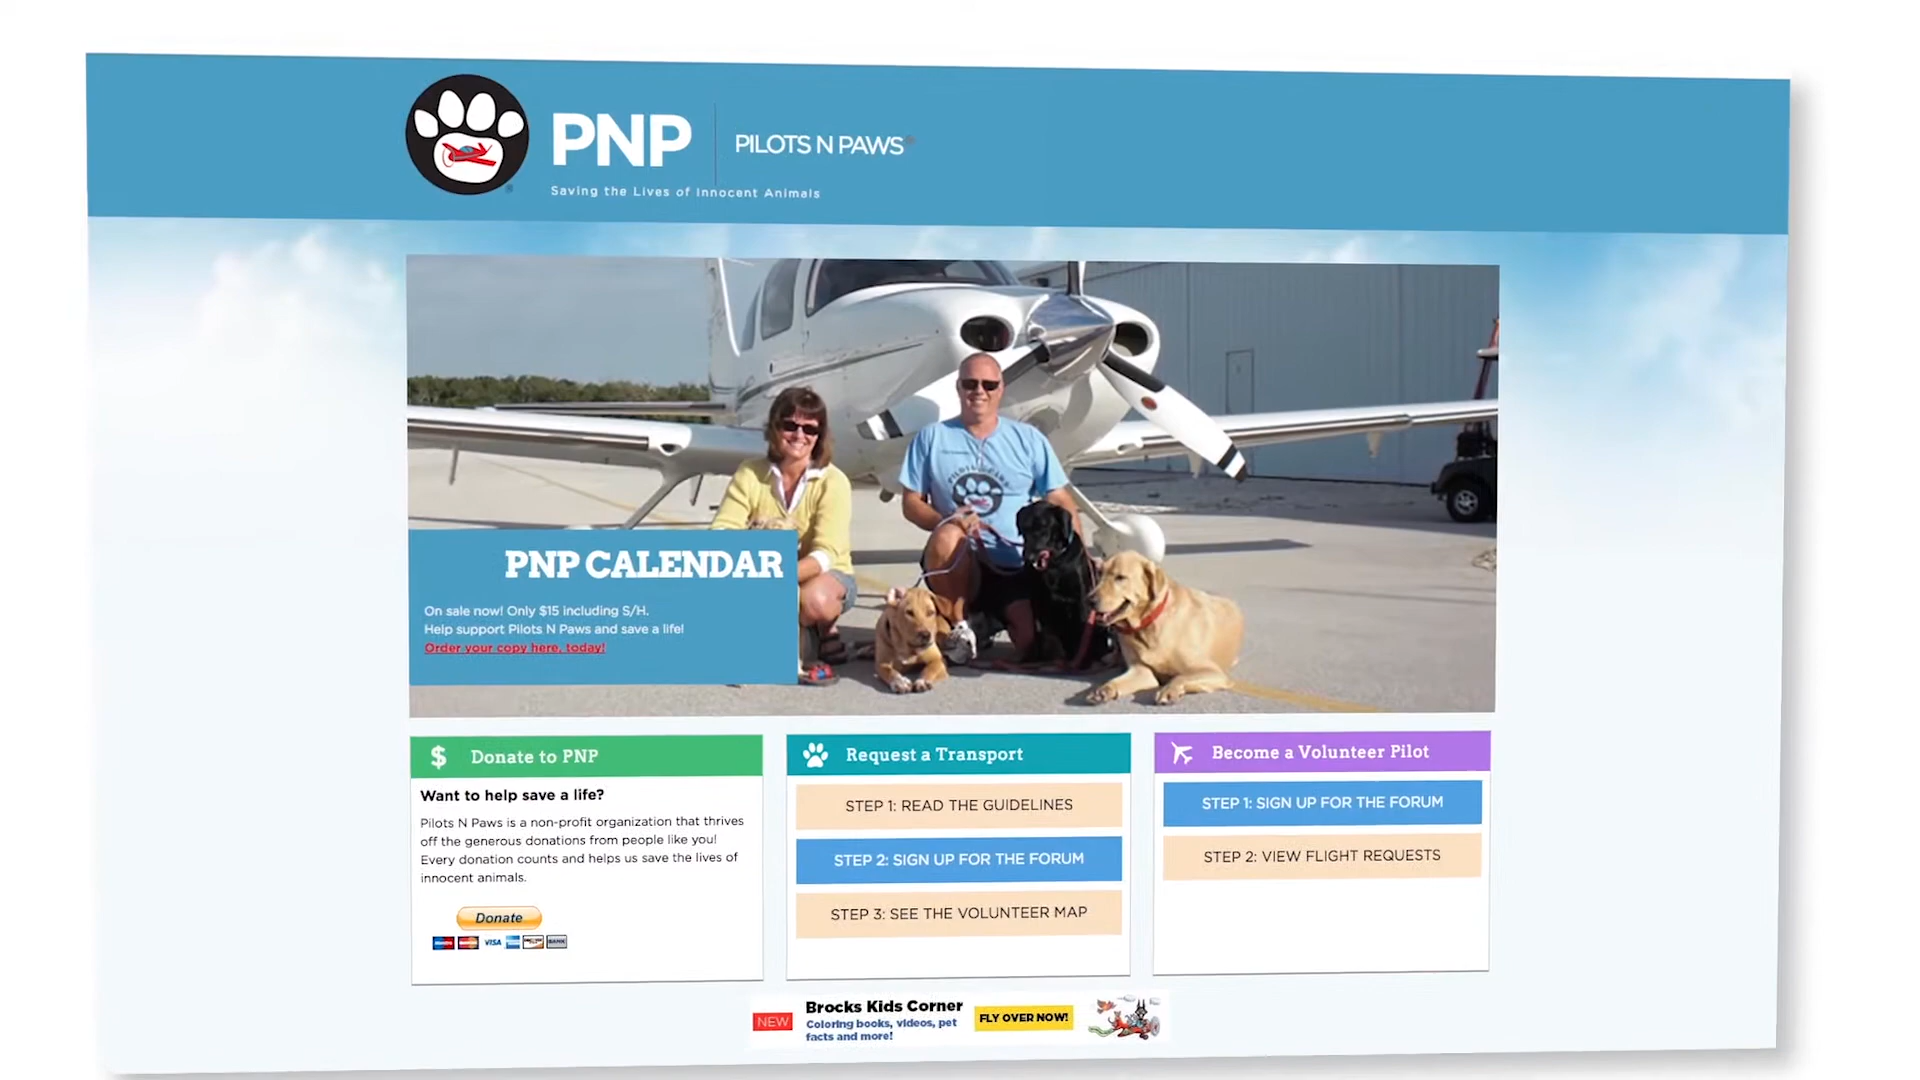 PNP
PILOTS N PAWS®
Saving the Lives of Innocent Animals
PNP CALENDAR
On sale now! Only $15 including S/H.
Help support Pilots N Paws and save a life!
Order your copy here, today!
$ Donate to PNP
Want to help save a life?
Pilots N Paws is a non-profit organization that thrives
off the generous donations from people like you!
Every donation counts and helps us save the lives of
innocent animals.
Donate
VISA
Request a Transport
STEP 1: READ THE GUIDELINES
STEP 2: SIGN UP FOR THE FORUM
STEP 3: SEE THE VOLUNTEER MAP
Become a Volunteer Pilot
STEP 1: SIGN UP FOR THE FORUM
STEP 2: VIEW FLIGHT REQUESTS
NEW
Brocks Kids Corner
Coloring books, videos, pet
facts and more!
FLY OVER NOW!